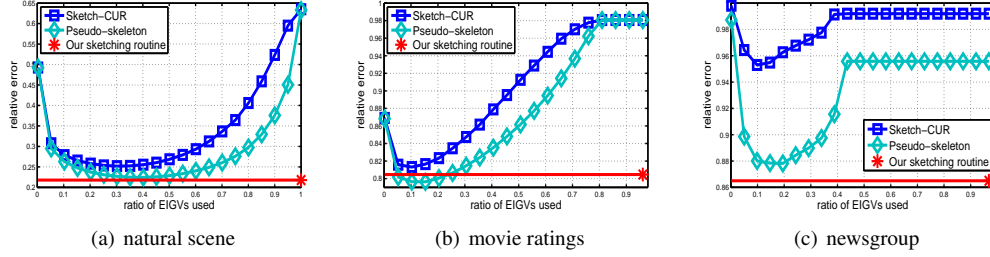 0.65
0.6
0.55
0.5
0.45
0.4
0.35
0.3
0.25
0.2
relative error
Sketch-CUR
Pseudo-skeleton
Our sketching routine
0 0.1 0.2 0.3 0.4 0.5 0.6 0.7 0.8 0.9 1
ratio of EIGVs used
(a) natural scene
0.98
0.96
0.94
0.92
0.9
0.88
0.86
0.84
0.82
0.8
relative error
Sketch-CUR
Pseudo-skeleton
Our sketching routine
0 0.1 0.2 0.3 0.4 0.5 0.6 0.7 0.8 0.9
ratio of EIGVs used
(b) movie ratings
0.98
0.96
0.94
0.92
0.9
0.88
0.86
relative error
Sketch-CUR
Pseudo-skeleton
Our sketching routine
0 0.1 0.2 0.3 0.4 0.5 0.6 0.7 0.8 0.9
ratio of EIGVs used
(c) newsgroup